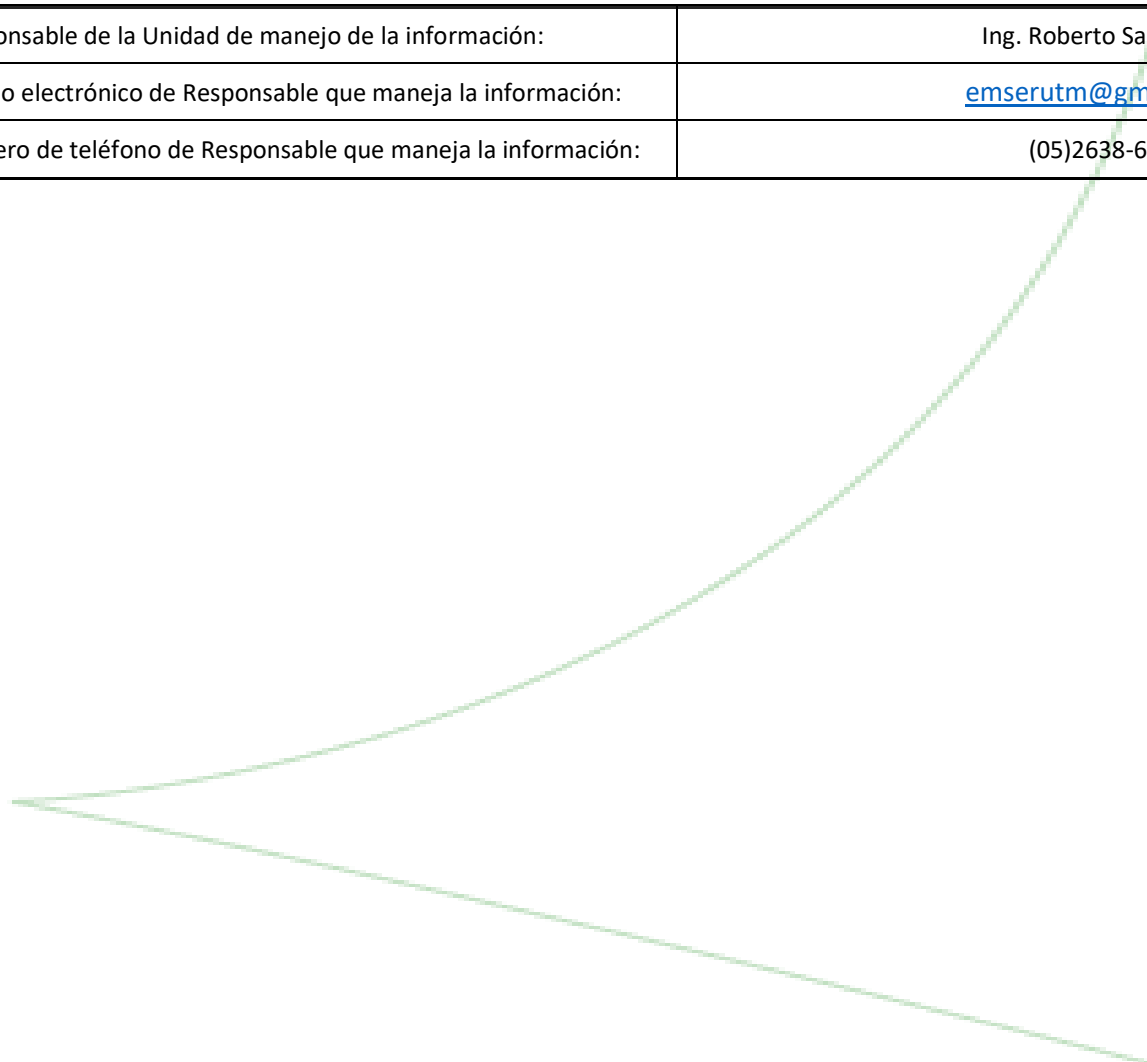 onsable de la Unidad de manejo de la información: Ing. Roberto Sa
o electrónico de Responsable que maneja la información: emserutm@gm
ero de teléfono de Responsable que maneja la información: (05)2638-6